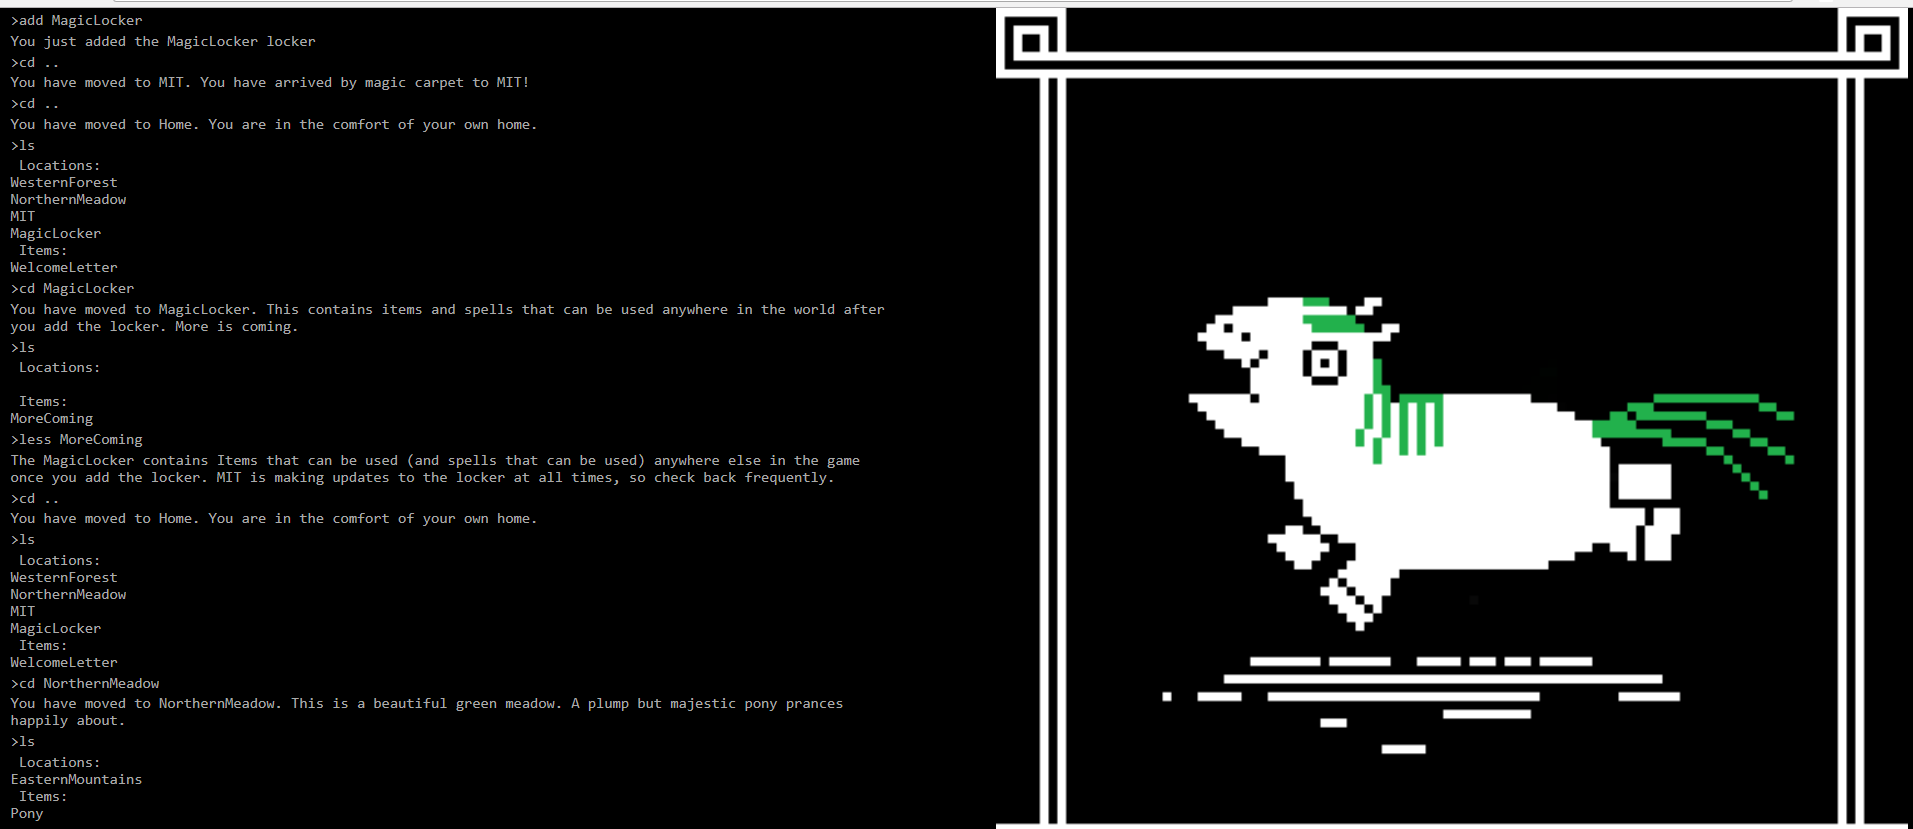 >add MagicLocker
You just added the MagicLocker locker
>cd ..
You have moved to MIT. You have arrived by magic carpet to MIT!
>cd ..
You have moved to Home. You are in the comfort of your own home.
>ls
Locations:
WesternForest
NorthernMeadow
MIT
MagicLocker
Items:
WelcomeLetter
>cd MagicLocker
You have moved to MagicLocker. This contains items and spells that can be used anywhere in the world after
you add the locker. More is coming.
>ls
Locations:
Items:
MoreComing
>less MoreComing
The MagicLocker contains Items that can be used (and spells that can be used) anywhere else in the game
once you add the locker. MIT is making updates to the locker at all times, so check back frequently.
>cd ..
You have moved to Home. You are in the comfort of your own home.
>ls
Locations:
WesternForest
NorthernMeadow
MIT
MagicLocker
Items:
WelcomeLetter
>cd NorthernMeadow
You have moved to NorthernMeadow. This is a beautiful green meadow. A plump but majestic pony prances
happily about.
>ls
Locations:
EasternMountains
Items:
Pony